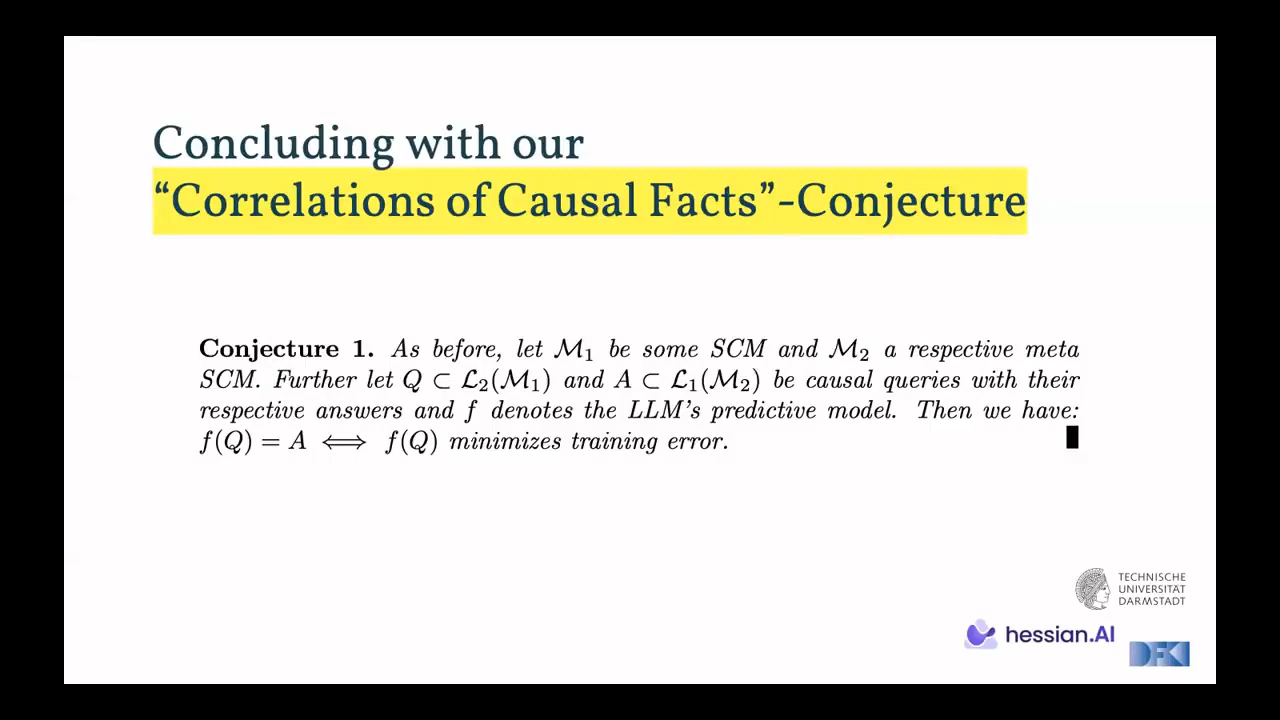 Concluding with our
“Correlations of Causal Facts”-Conjecture
Conjecture 1. As before, let ℳ₁ be some SCM and ℳ₂ a respective meta
SCM. Further let Q ⊂ ℒ₂(ℳ₁) and A ⊂ ℒ₁(ℳ₂) be causal queries with their
respective answers and f denotes the LLM's predictive model. Then we have:
f(Q) = A ⟺ f(Q) minimizes training error.
TECHNISCHE
UNIVERSITÄT
DARMSTADT
hessian.AI
DFKI